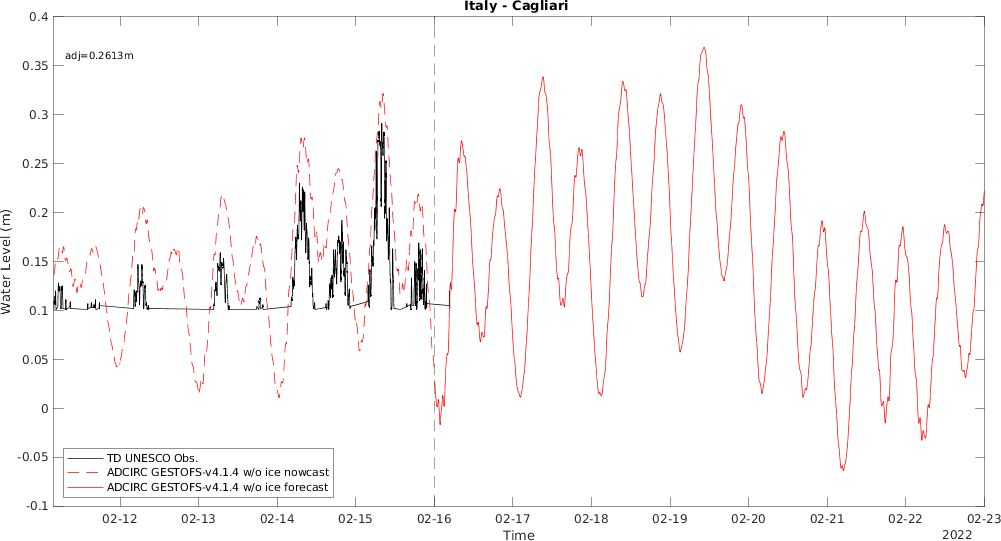 Italy - Cagliari
adj=0.2613m
Water Level (m)
0.4
0.35
0.3
0.25
0.2
0.15
0.1
0.05
0
-0.05
-0.1
TD UNESCO Obs.
ADCIRC GESTOFS-v4.1.4 w/o ice nowcast
ADCIRC GESTOFS-v4.1.4 w/o ice forecast
02-12 02-13 02-14 02-15 02-16 02-17 02-18 02-19 02-20 02-21 02-22 02-23
Time
2022